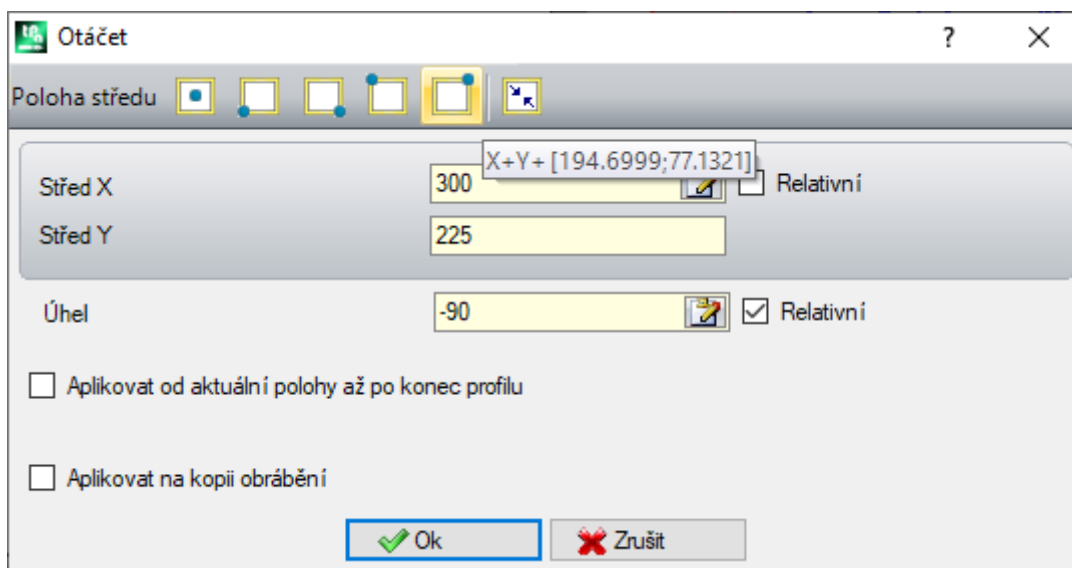 Otáčet ?
Poloha středu
X+Y+ [194.6999;77.1321]
Střed X 300 Relativní
Střed Y 225
Úhel -90 Relativní
Aplikovat od aktuální polohy až po konec profilu
Aplikovat na kopii obrábění
Ok Zrušit